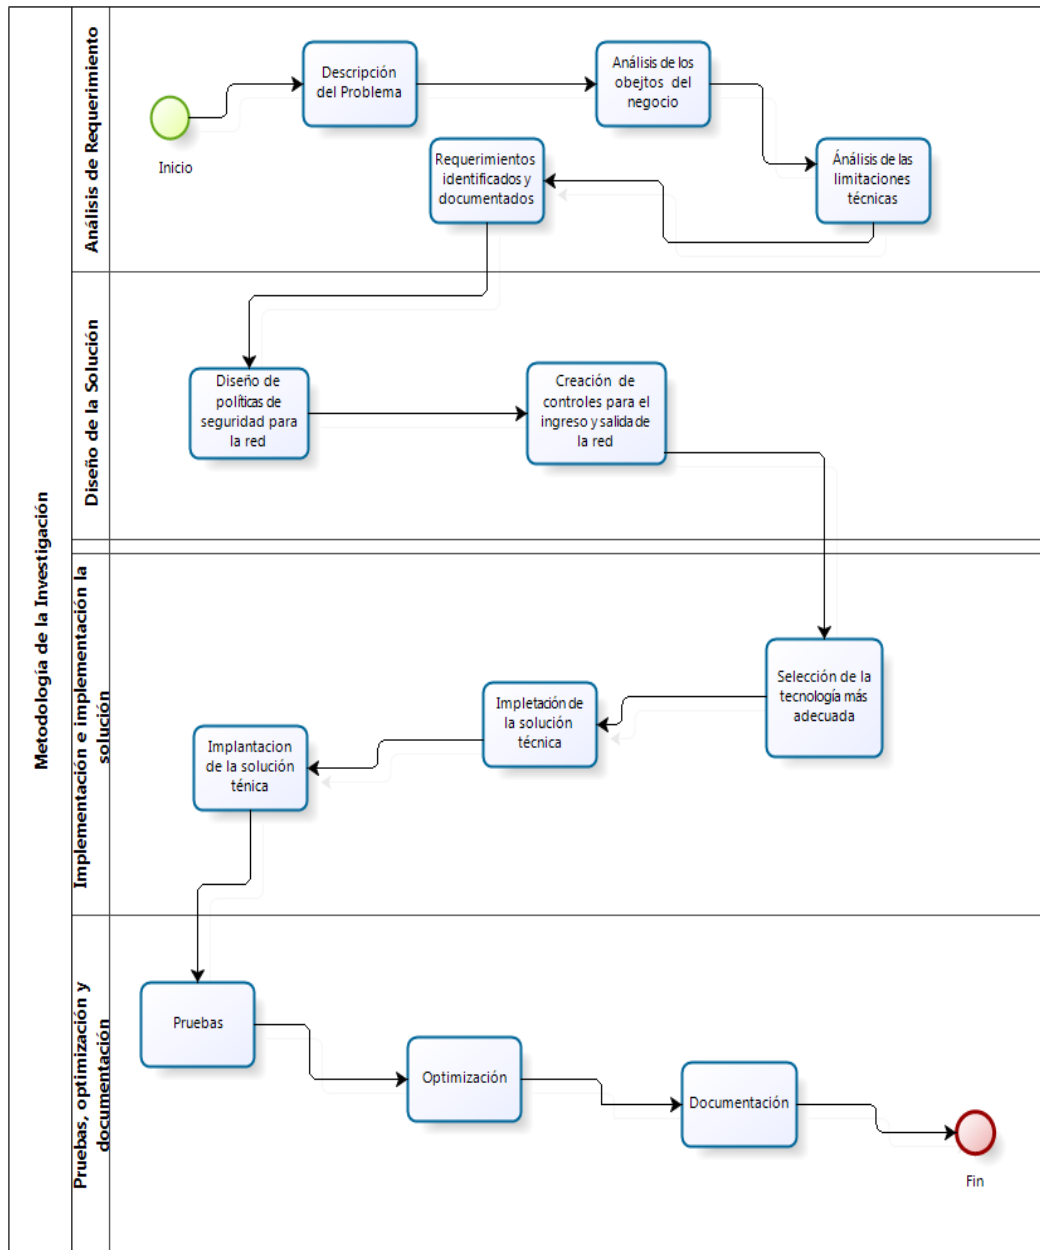 Metodología de la Investigación
Análisis de Requerimiento
Inicio
Descripción
del Problema
Análisis de los
obejtos del
negocio
Ánálisis de las
limitaciones
técnicas
Requerimientos
identificados y
documentados
Diseño de la Solución
Diseño de
políticas de
seguridad para
la red
Creación de
controles para el
ingreso y salida de
la red
Implementación e implementación la
solución
Selección de la
tecnología más
adecuada
Impletación de
la solución
técnica
Implantacion
de la solución
ténica
Pruebas, optimización y
documentación
Pruebas
Optimización
Documentación
Fin